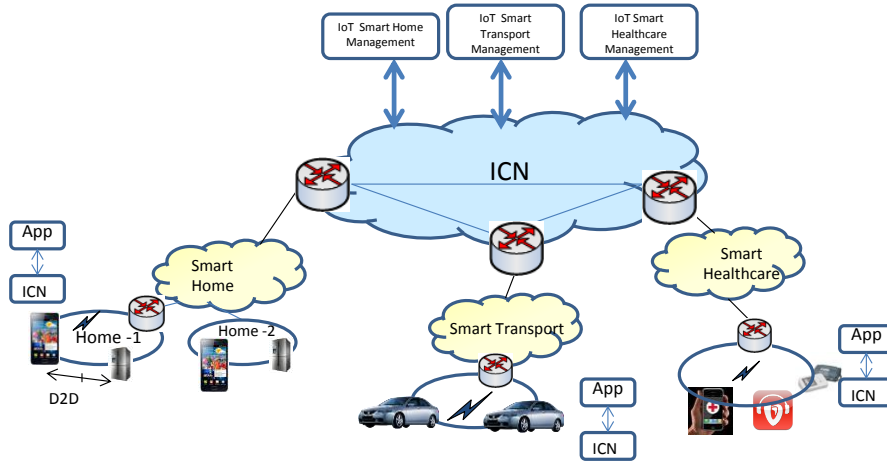 IoT Smart Home
Management
IoT Smart
Transport
Management
IoT Smart
Healthcare
Management
ICN
App
ICN
Smart
Home
Smart
Healthcare
Home -1
Home -2
D2D
Smart Transport
App
ICN
App
ICN